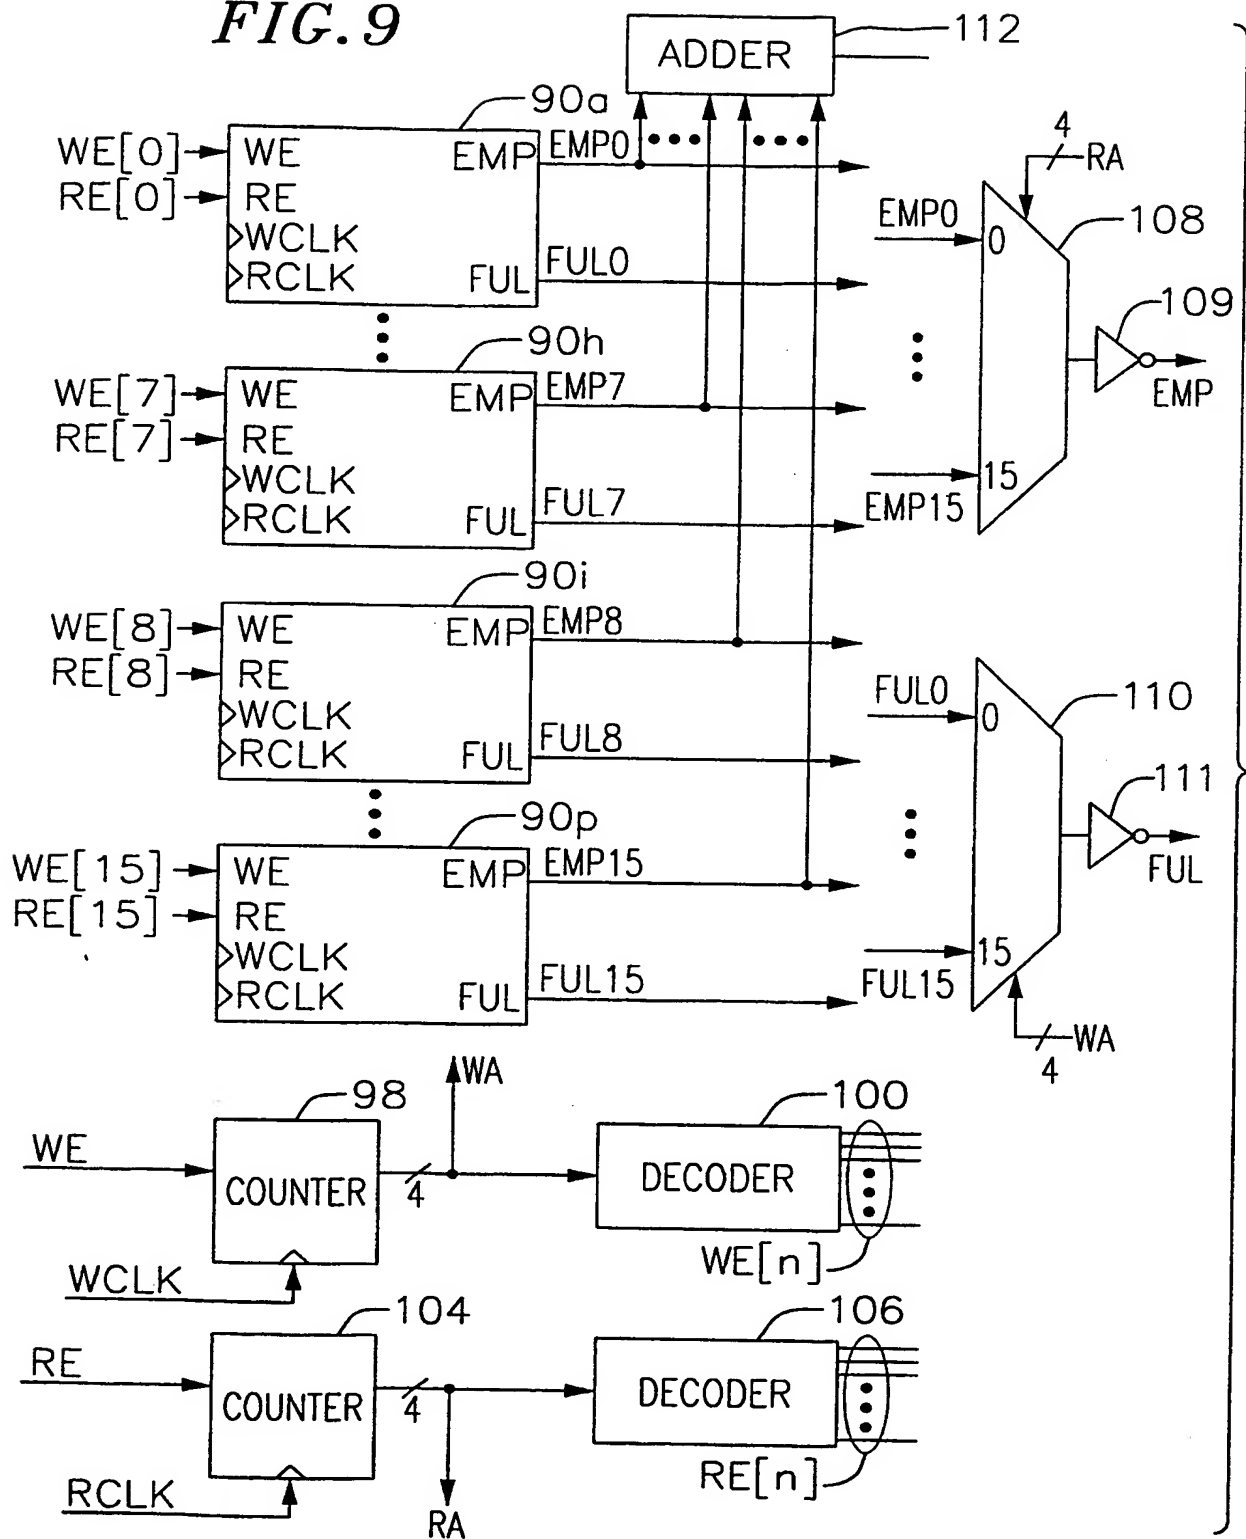 FIG. 9
ADDER
112
90a
WE[0]
RE[0]
WE
RE
WCLK
RCLK
EMP
FUL
EMP0
FUL0
4
RA
EMP0
0
108
109
EMP
15
EMP15
90h
WE[7]
RE[7]
WE
RE
WCLK
RCLK
EMP
FUL
EMP7
FUL7
90i
WE[8]
RE[8]
WE
RE
WCLK
RCLK
EMP
FUL
EMP8
FUL8
FUL0
0
110
111
FUL
15
FUL15
WA
4
90p
WE[15]
RE[15]
WE
RE
WCLK
RCLK
EMP
FUL
EMP15
FUL15
WA
98
WE
COUNTER
4
WCLK
100
DECODER
WE[n]
104
RE
COUNTER
4
RCLK
RA
106
DECODER
RE[n]